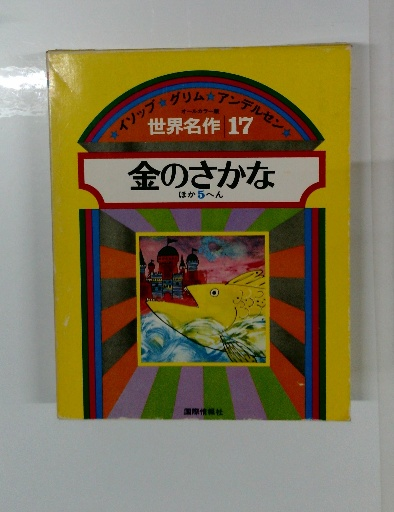 イソップ☆グリム☆アンデルセン☆
オールカラー版
世界名作 17
金のさかな
ほか5へん
国際情報社